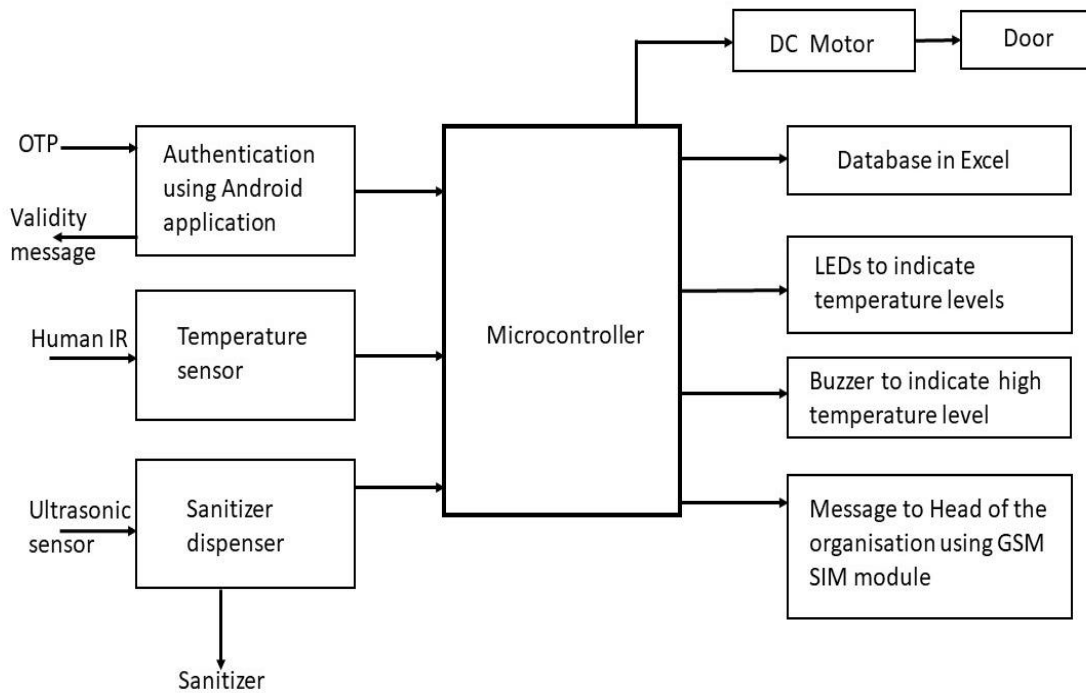 DC  Motor
Door
OTP
Authentication
using Android
application
Validity
message
Database in Excel
LEDs to indicate
temperature levels
Human IR
Temperature
sensor
Microcontroller
Buzzer to indicate  high
temperature level
Ultrasonic
sensor
Sanitizer
dispenser
Message to Head of the
organisation using GSM
SIM module
Sanitizer